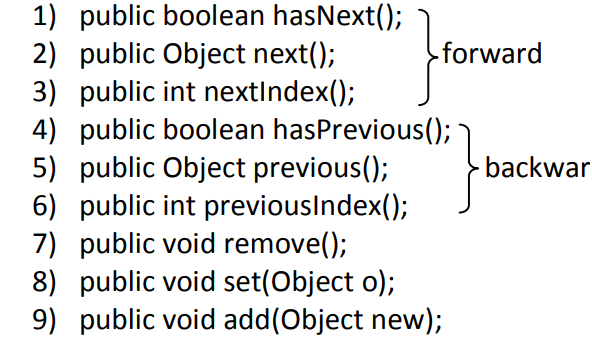 1) public boolean hasNext();
2) public Object next(); forward
3) public int nextIndex();
4) public boolean hasPrevious();
5) public Object previous(); backwar
6) public int previousIndex();
7) public void remove();
8) public void set(Object o);
9) public void add(Object new);